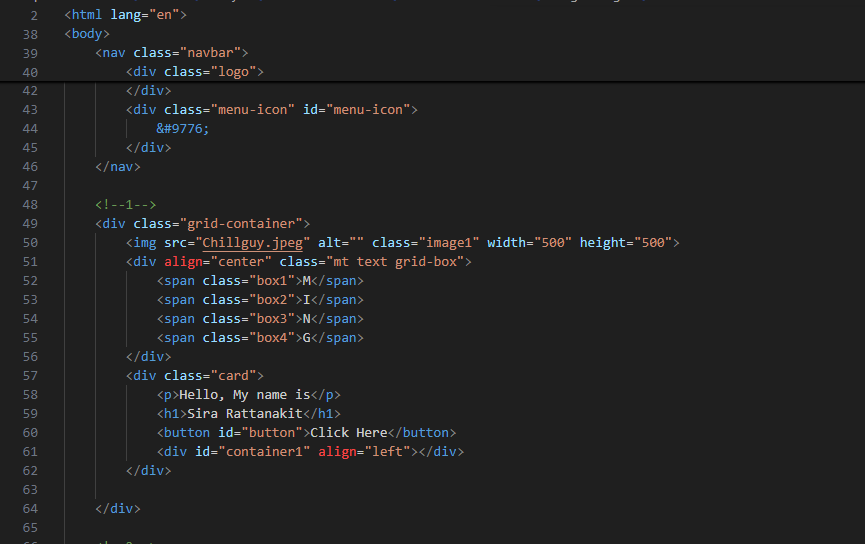 2 <html lang="en">
38 <body>
39 <nav class="navbar">
40 <div class="logo">
42 </div>
43 <div class="menu-icon" id="menu-icon">
44 &#9776;
45 </div>
46 </nav>
47
48 <!--1-->
49 <div class="grid-container">
50 <img src="Chillguy.jpeg" alt="" class="image1" width="500" height="500">
51 <div align="center" class="mt text grid-box">
52 <span class="box1">M</span>
53 <span class="box2">I</span>
54 <span class="box3">N</span>
55 <span class="box4">G</span>
56 </div>
57 <div class="card">
58 <p>Hello, My name is</p>
59 <h1>Sira Rattanakit</h1>
60 <button id="button">Click Here</button>
61 <div id="container1" align="left"></div>
62 </div>
63
64 </div>
65